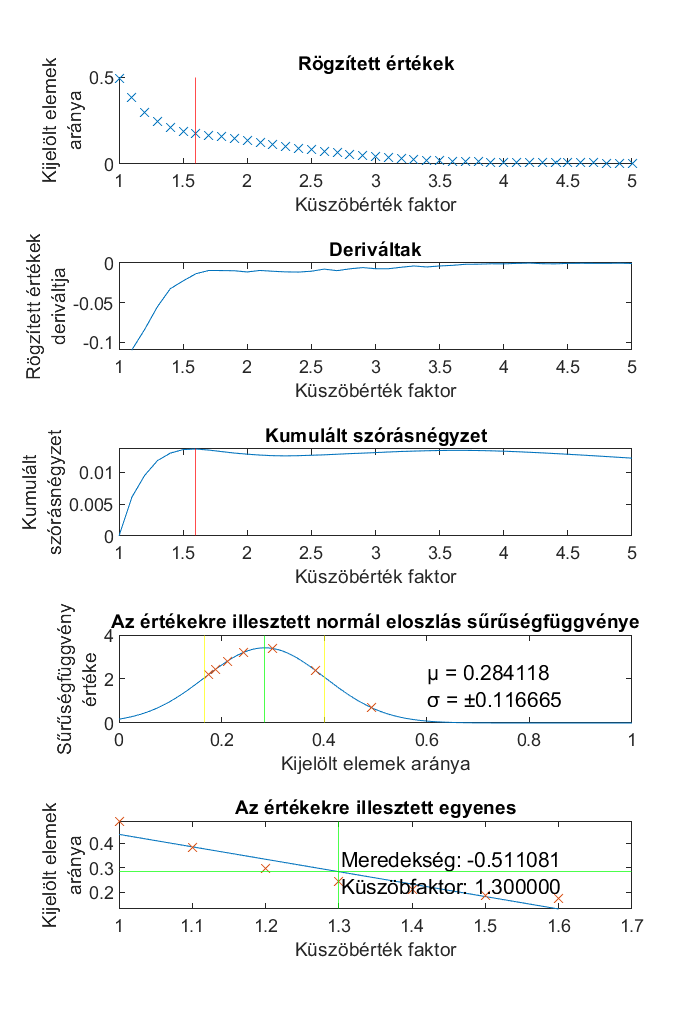 Rögzített értékek
Kijelölt elemek
aránya
0.5
0
1
1.5
2
2.5
3
3.5
4
4.5
5
Küszöbérték faktor
Deriváltak
Rögzített értékek
deriváltja
0
-0.05
-0.1
1
1.5
2
2.5
3
3.5
4
4.5
5
Küszöbérték faktor
Kumulált szórásnégyzet
Kumulált
szórásnégyzet
0.01
0.005
0
1
1.5
2
2.5
3
3.5
4
4.5
5
Küszöbérték faktor
Az értékekre illesztett normál eloszlás sűrűségfüggvénye
Sűrűségfüggvény
értéke
4
2
0
μ = 0.284118
σ = ±0.116665
0
0.2
0.4
0.6
0.8
1
Kijelölt elemek aránya
Az értékekre illesztett egyenes
Kijelölt elemek
aránya
0.4
0.3
0.2
Meredekség: -0.511081
Küszöbfaktor: 1.300000
1
1.1
1.2
1.3
1.4
1.5
1.6
1.7
Küszöbérték faktor